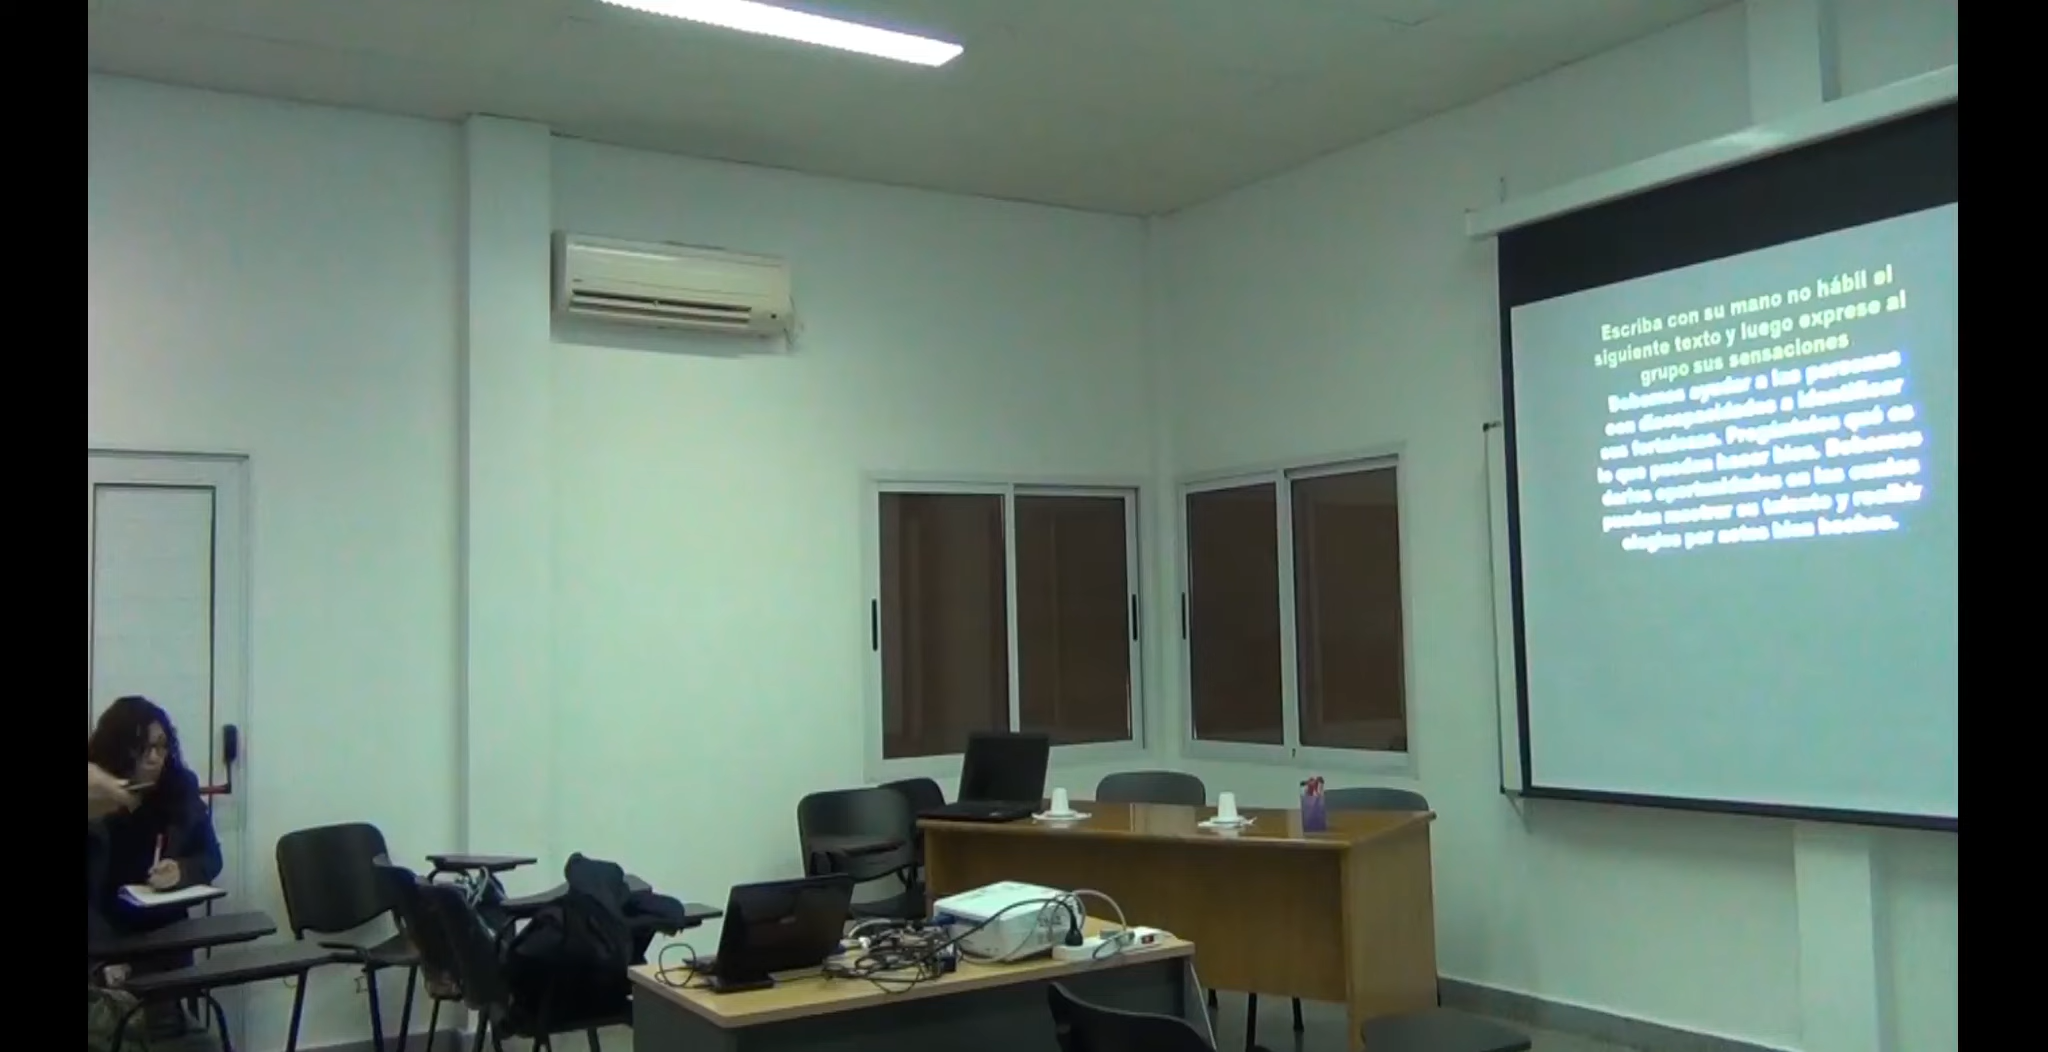 Escriba con su mano no hábil el
siguiente texto y luego exprese al
grupo sus sensaciones
Debemos ayudar a las personas
con discapacidades a identificar
sus fortalezas. Pregúnteles qué es
lo que pueden hacer bien. Debemos
darles oportunidades en las cuales
puedan mostrar su talento y recibir
elogios por actos bien hechos.